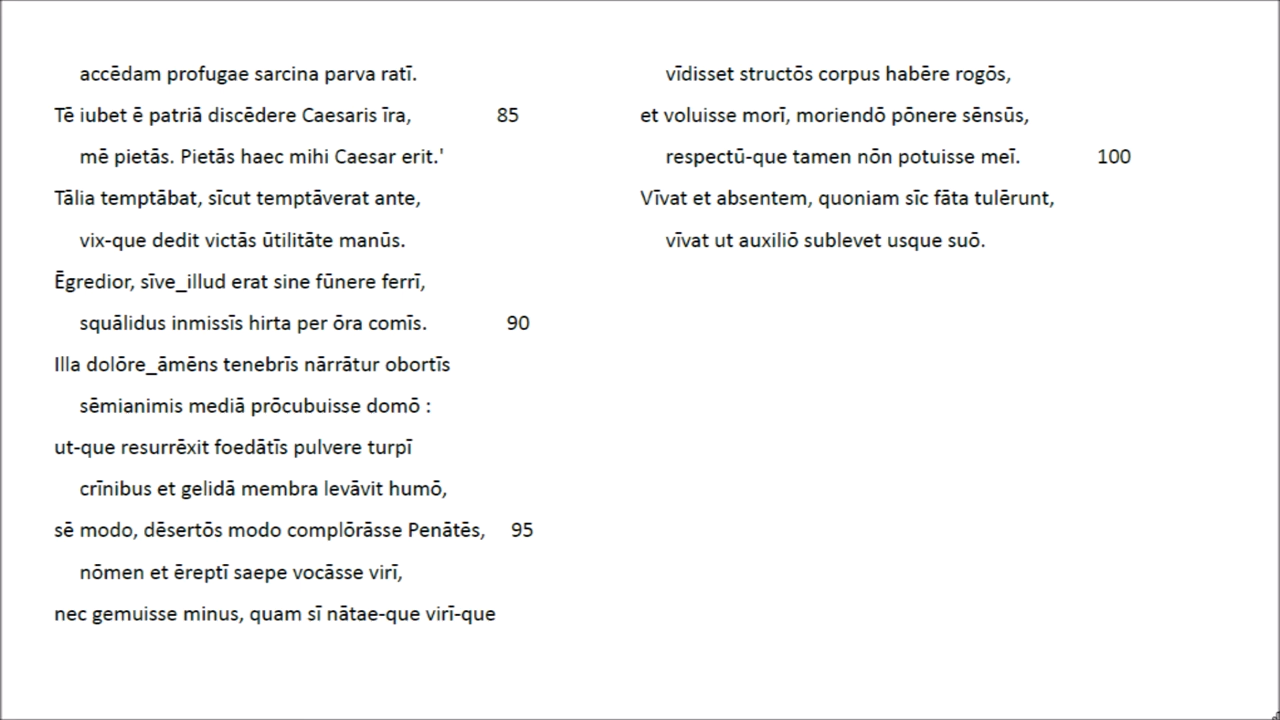 accēdam profugae sarcina parva ratī.
Tē iubet ē patriā discēdere Caesaris īra, 85
mē pietās. Pietās haec mihi Caesar erit.'
Tālia temptābat, sīcut temptāverat ante,
vix-que dedit victās ūtilitāte manūs.
Ēgredior, sīve_illud erat sine fūnere ferrī,
squālidus inmissīs hirta per ōra comīs. 90
Illa dolōre_āmēns tenebrīs nārrātur obortīs
sēmianimis mediā prōcubuisse domō :
ut-que resurrēxit foedātīs pulvere turpī
crīnibus et gelidā membra levāvit humō,
sē modo, dēsertōs modo complōrāsse Penātēs, 95
nōmen et ēreptī saepe vocāsse virī,
nec gemuisse minus, quam sī nātae-que virī-que
vīdisset structōs corpus habēre rogōs,
et voluisse morī, moriendō pōnere sēnsūs,
respectū-que tamen nōn potuisse meī. 100
Vīvat et absentem, quoniam sīc fāta tulērunt,
vīvat ut auxiliō sublevet usque suō.